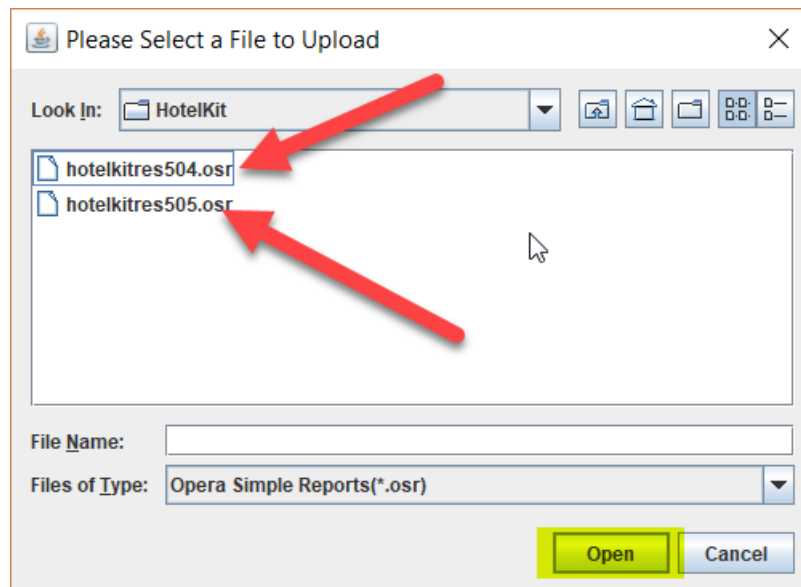 Please Select a File to Upload
Look In: HotelKit
hotelkitres504.osr
hotelkitres505.osr
File Name:
Files of Type: Opera Simple Reports(*.osr)
Open Cancel